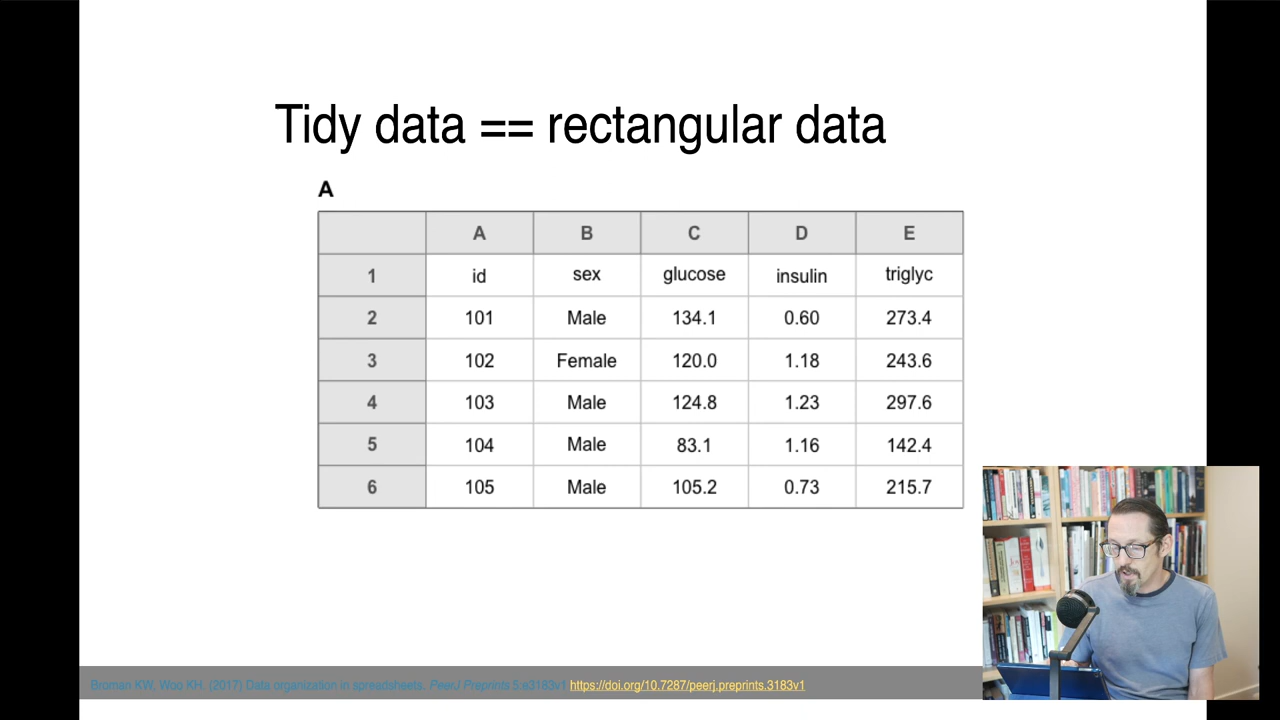 Tidy data == rectangular data
A
A B C D E
1 id sex glucose insulin triglyc
2 101 Male 134.1 0.60 273.4
3 102 Female 120.0 1.18 243.6
4 103 Male 124.8 1.23 297.6
5 104 Male 83.1 1.16 142.4
6 105 Male 105.2 0.73 215.7
Broman KW, Woo KH. (2017) Data organization in spreadsheets. PeerJ Preprints 5:e3183v1 https://doi.org/10.7287/peerj.preprints.3183v1